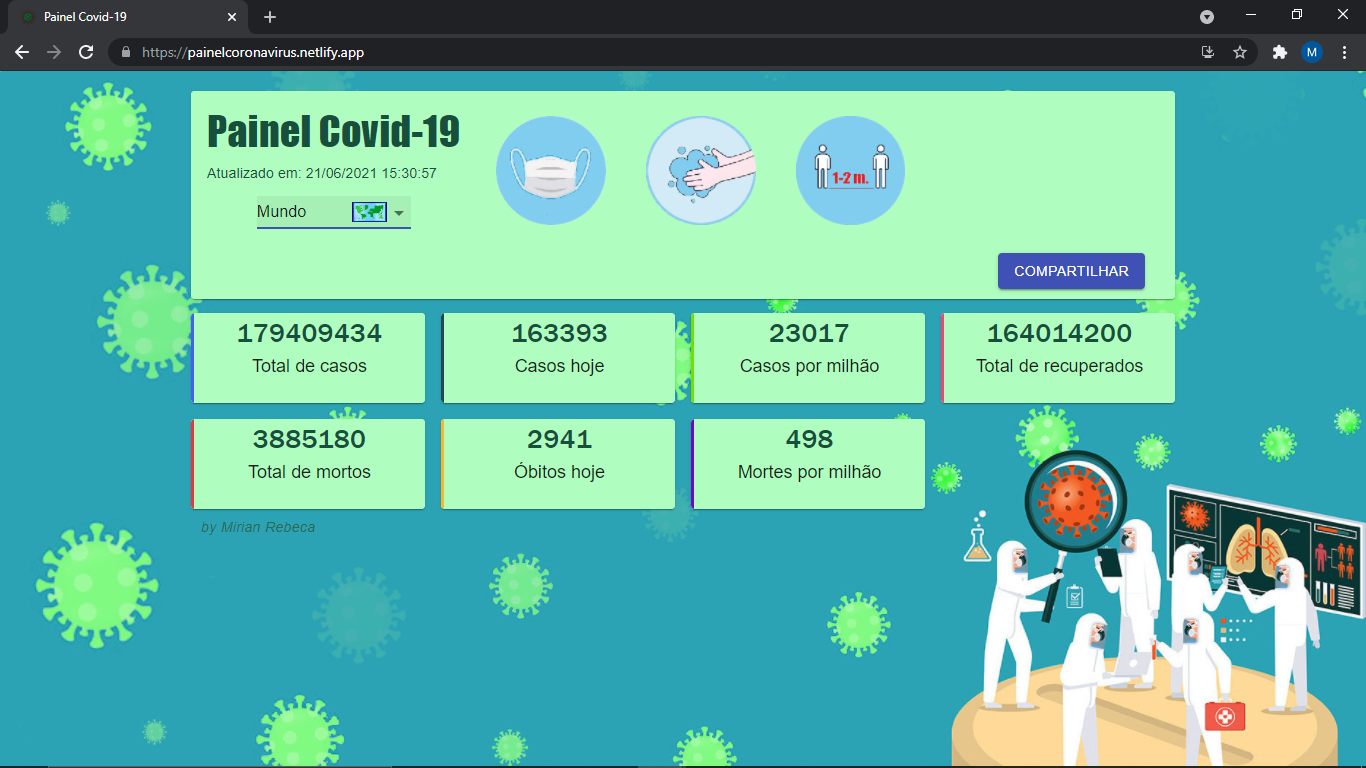 Painel Covid-19
https://painelcoronavirus.netlify.app
M
Painel Covid-19
Atualizado em: 21/06/2021 15:30:57
Mundo
1-2 m.
COMPARTILHAR
179409434
Total de casos
163393
Casos hoje
23017
Casos por milhão
164014200
Total de recuperados
3885180
Total de mortos
2941
Óbitos hoje
498
Mortes por milhão
by Mirian Rebeca